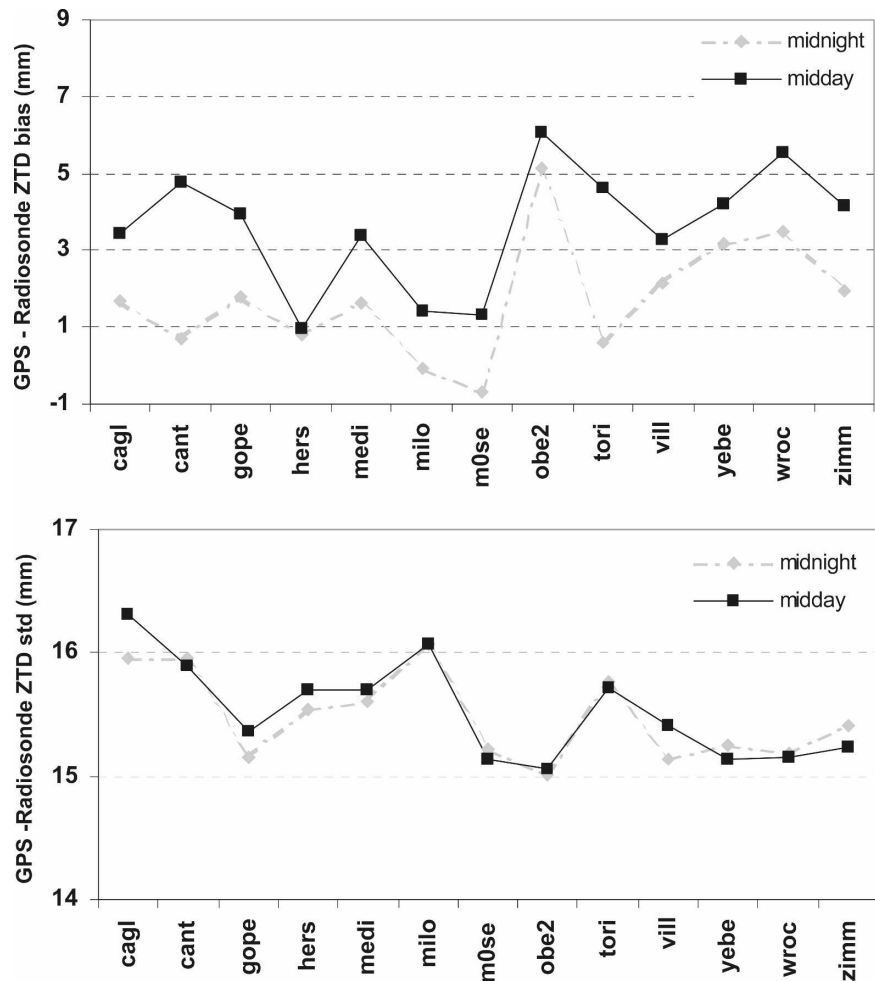 GPS - Radiosonde ZTD bias (mm)
9
7
5
3
1
-1
midnight
midday
cagl
cant
gope
hers
medi
milo
m0se
obe2
tori
vill
yebe
wroc
zimm
GPS -Radiosonde ZTD std (mm)
17
16
15
14
midnight
midday
cagl
cant
gope
hers
medi
milo
m0se
obe2
tori
vill
yebe
wroc
zimm